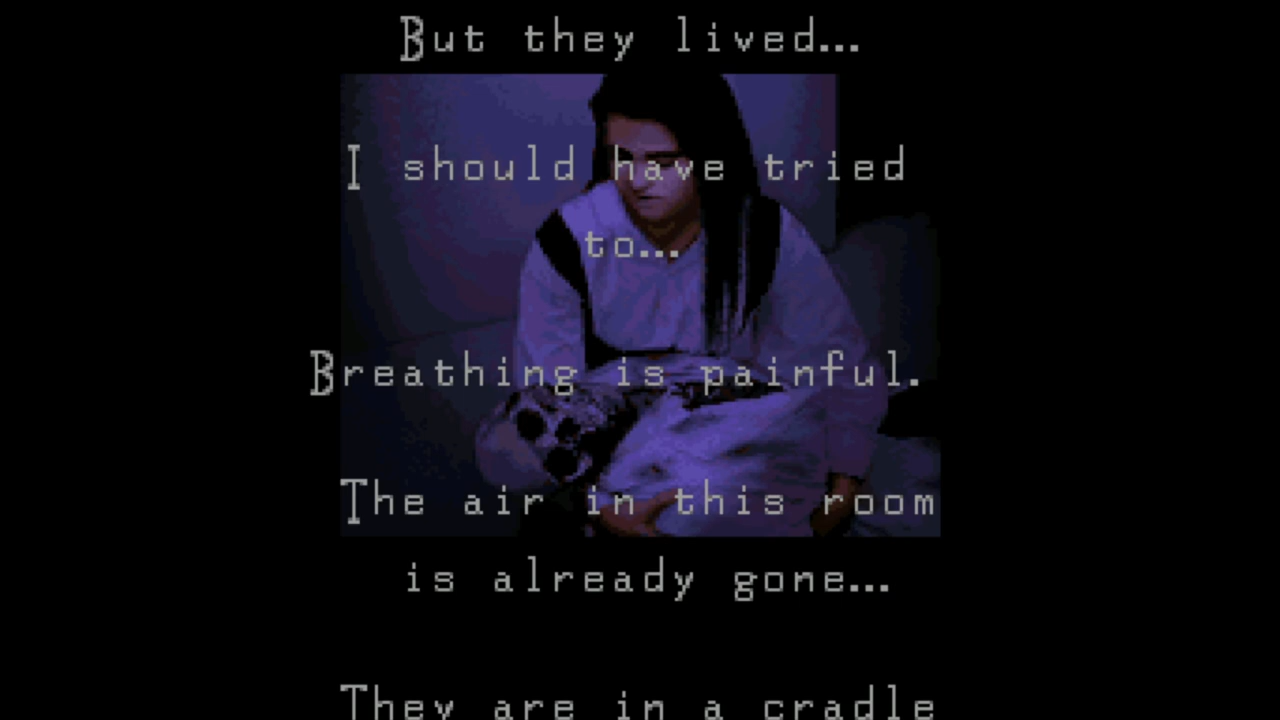 But they lived...
I should have tried
to...
Breathing is painful.
The air in this room
is already gone...
They are in a cradle